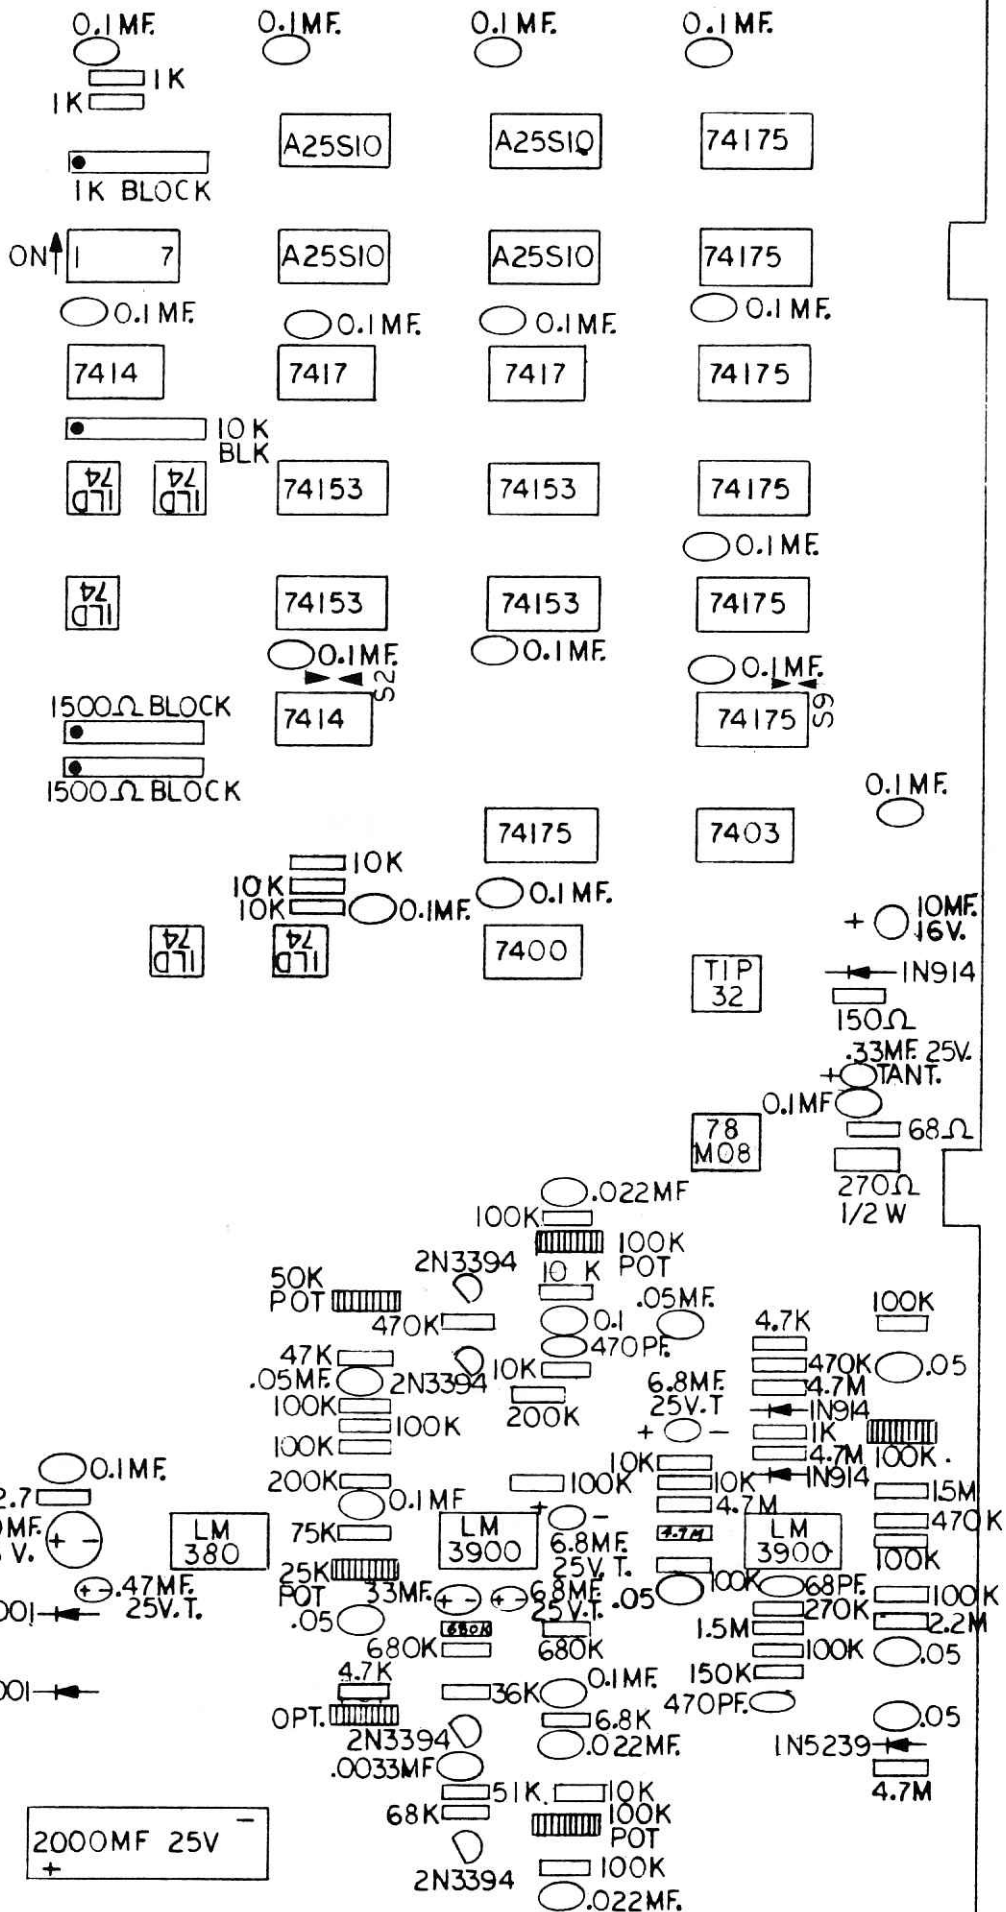 0.1MF. 0.1MF. 0.1MF. 0.1MF.
1K
1K
A25S10 A25S10 74175
1K BLOCK
ON 1 7 A25S10 A25S10 74175
0.1MF. 0.1MF. 0.1MF. 0.1MF.
7414 7417 7417 74175
10K
BLK
ILD 74 ILD 74 74153 74153 74175
0.1MF.
ILD 74 74153 74153 74175
0.1MF. 0.1MF. 0.1MF.
S2 S9
1500Ω BLOCK 7414 74175
1500Ω BLOCK
0.1MF.
74175 7403
10K
10K 0.1MF.
10K 0.1MF.
+ 10MF.
16V.
ILD 74 ILD 74 7400
TIP
32
1N914
150Ω
.33MF. 25V.
+ TANT.
0.1MF
78
M08
68Ω
270Ω
1/2 W
.022MF
100K
100K
POT
2N3394
10 K
50K
POT
.05MF.
100K
470K 0.1 4.7K
470PF.
47K 10K 470K .05
.05MF. 2N3394 6.8MF.
25V.T
4.7M
100K 200K 1N914
100K + - 1K
100K 10K 4.7M 100K.
0.1MF. 200K 100K 10K 1N914
2.7 0.1MF + - 4.7M 1.5M
MF. + - 75K 470K
V. LM
380
LM
3900
6.8MF.
25V.T.
4.7M LM
3900
100K
25K
POT
+ - .47MF.
25V.T.
33MF. + - + - 6.8MF.
25V.T.
.05 100K 68PF. 100K
001 .05 680K 270K 2.2M
680K 680K 1.5M
100K .05
4.7K 0.1MF. 150K
001 36K 470PF.
OPT. 6.8K .05
2N3394 .022MF. 1N5239
.0033MF
51K. 10K 4.7M
68K 100K
POT
2000MF 25V -
+
2N3394 100K
.022MF.